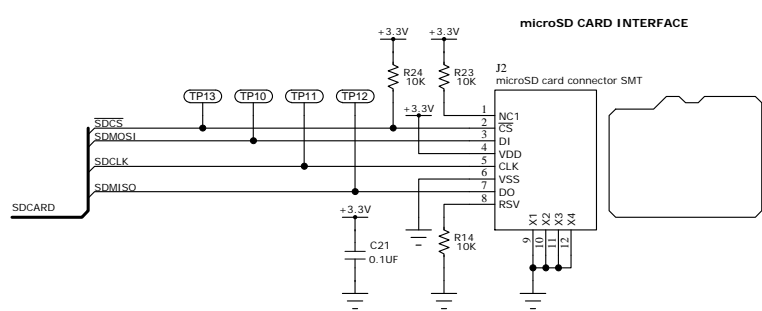 microSD CARD INTERFACE
+3.3V
+3.3V
J2
microSD card connector SMT
R24
10K
R23
10K
TP13
TP10
TP11
TP12
+3.3V
1
NC1
SDCS
2
CS
SDMOSI
3
DI
4
VDD
SDCLK
5
CLK
6
VSS
SDMISO
7
DO
8
RSV
SDCARD
+3.3V
X1
X2
X3
X4
9
10
11
12
C21
0.1UF
R14
10K